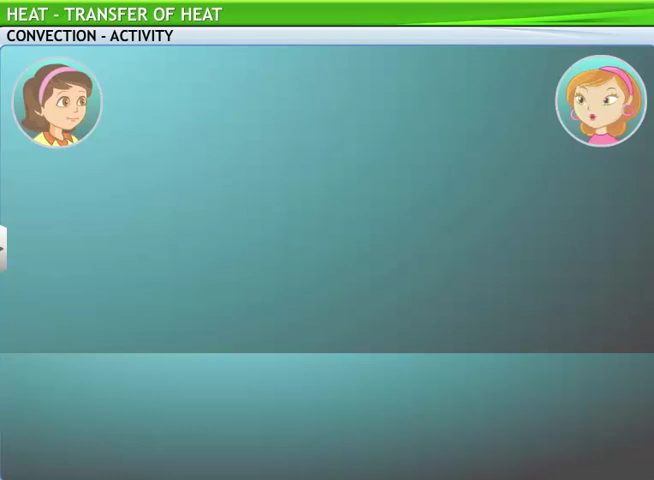 HEAT - TRANSFER OF HEAT
CONVECTION - ACTIVITY